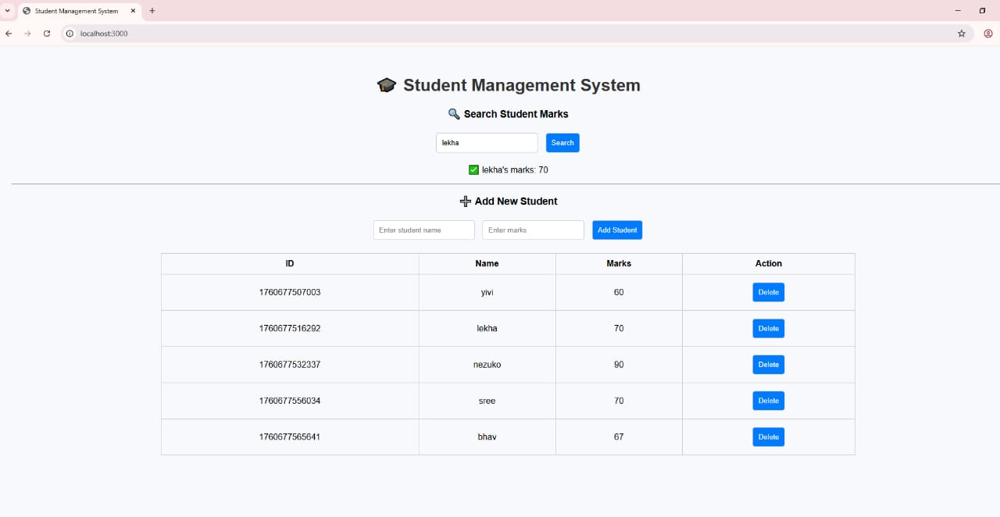 Student Management System
localhost:3000
Student Management System
Search Student Marks
lekha Search
lekha's marks: 70
Add New Student
Enter student name Enter marks Add Student
ID Name Marks Action
1760677507003 yivi 60 Delete
1760677516292 lekha 70 Delete
1760677532337 nezuko 90 Delete
1760677556034 sree 70 Delete
1760677565641 bhav 67 Delete